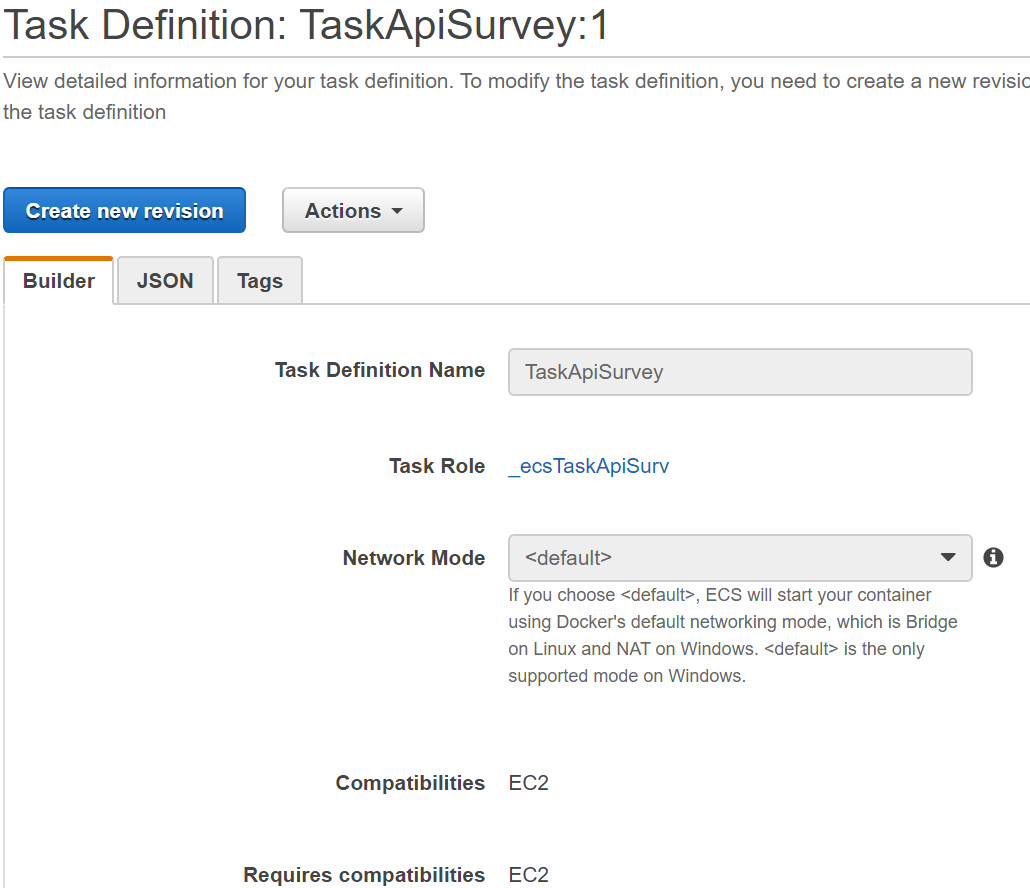 Task Definition: TaskApiSurvey:1
View detailed information for your task definition. To modify the task definition, you need to create a new
the task definition
Create new revision
Actions
Builder JSON Tags
Task Definition Name TaskApiSurvey
Task Role _ecsTaskApiSurv
Network Mode <default>
If you choose <default>, ECS will start your container
using Docker's default networking mode, which is Bridge
on Linux and NAT on Windows. <default> is the only
supported mode on Windows.
Compatibilities EC2
Requires compatibilities EC2